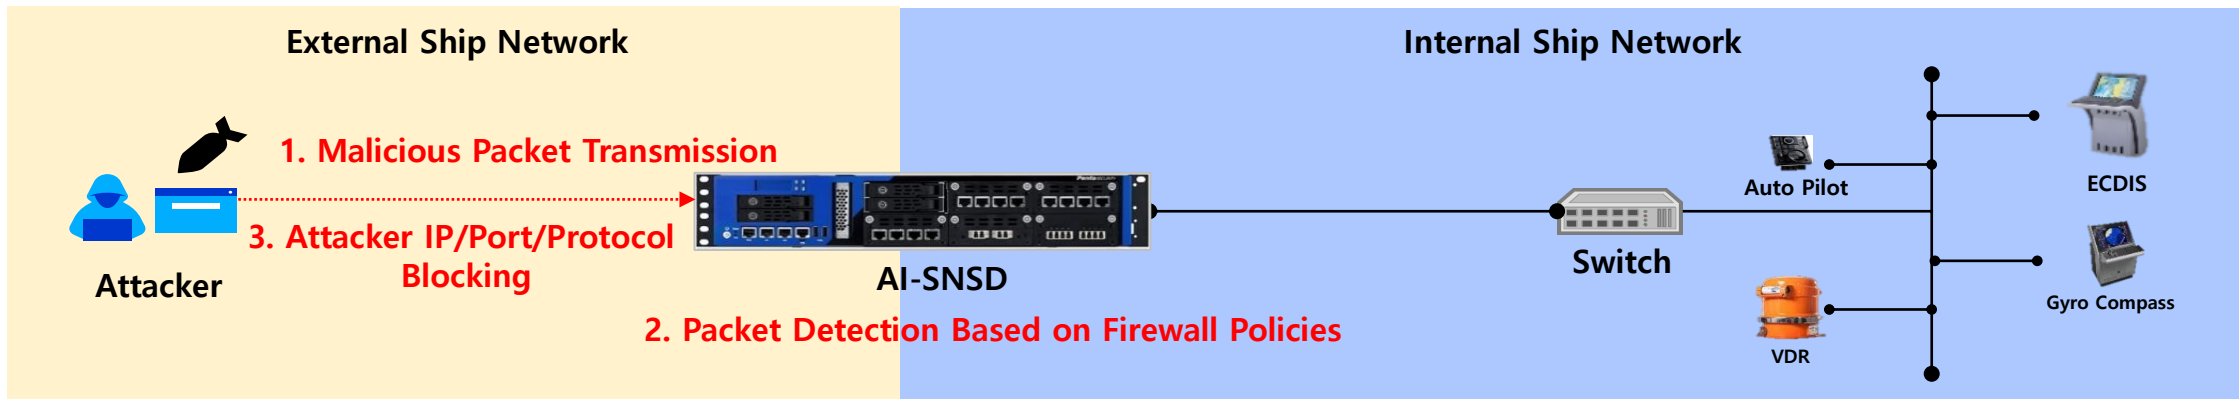 External Ship Network
Internal Ship Network
1. Malicious Packet Transmission
3. Attacker IP/Port/Protocol
Blocking
Attacker
AI-SNSD
2. Packet Detection Based on Firewall Policies
Switch
Auto Pilot
ECDIS
Gyro Compass
VDR